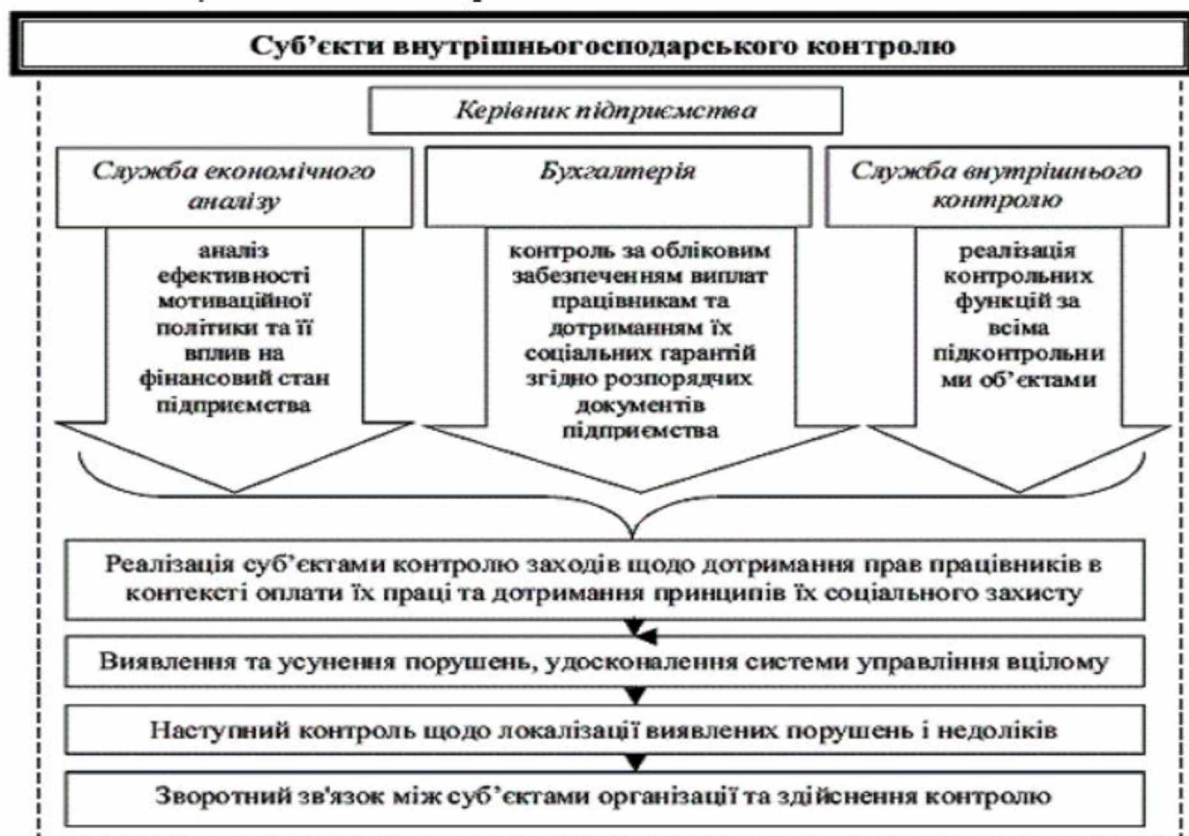 Суб’єкти внутрішньогосподарського контролю
Керівник підприємства
Служба економічного
аналізу
аналіз
ефективності
мотиваційної
політики та її
вплив на
фінансовий стан
підприємства
Бухгалтерія
контроль за обліковим
забезпеченням виплат
працівникам та
дотриманням їх
соціальних гарантій
згідно розпорядчих
документів
підприємства
Служба внутрішнього
контролю
реалізація
контрольних
функцій за
всіма
підконтрольни
ми об’єктами
Реалізація суб’єктами контролю заходів щодо дотримання прав працівників в
контексті оплати їх праці та дотримання принципів їх соціального захисту
Виявлення та усунення порушень, удосконалення системи управління вцілому
Наступний контроль щодо локалізації виявлених порушень і недоліків
Зворотний зв'язок між суб’єктами організації та здійснення контролю